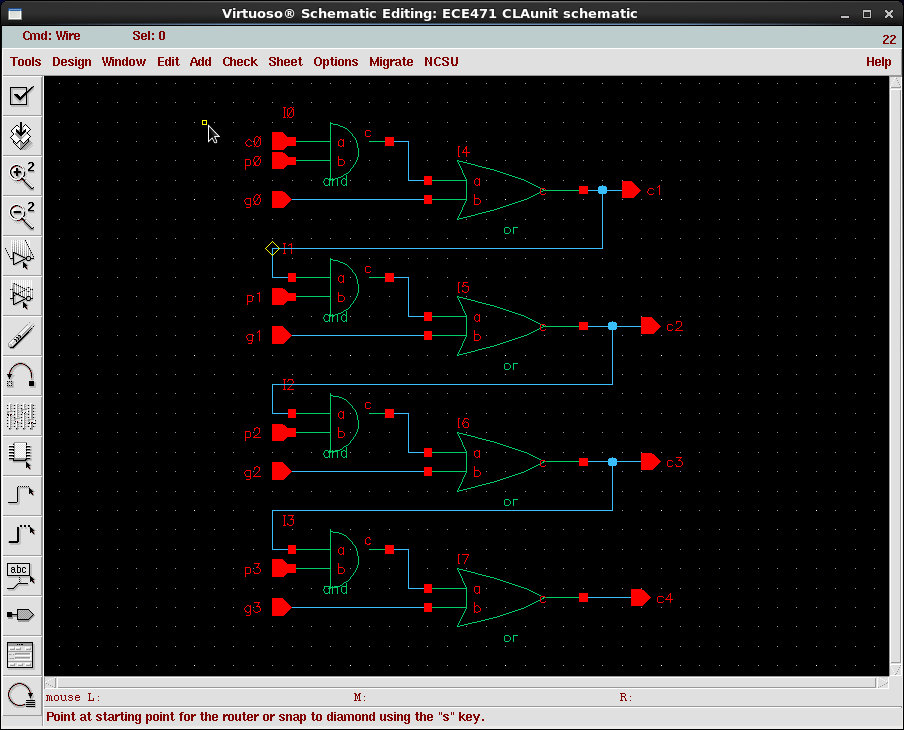 Virtuoso® Schematic Editing: ECE471 CLAunit schematic
Cmd: Wire Sel: 0 22
Tools Design Window Edit Add Check Sheet Options Migrate NCSU Help
2
2
abc
I0
c0 a c
p0 b
and
g0
I4
a c c1
b
or
I1
a c
p1 b
and
g1
I5
a c c2
b
or
I2
a c
p2 b
and
g2
I6
a c c3
b
or
I3
a c
p3 b
and
g3
I7
a c c4
b
or
mouse L: M: R:
Point at starting point for the router or snap to diamond using the "s" key.